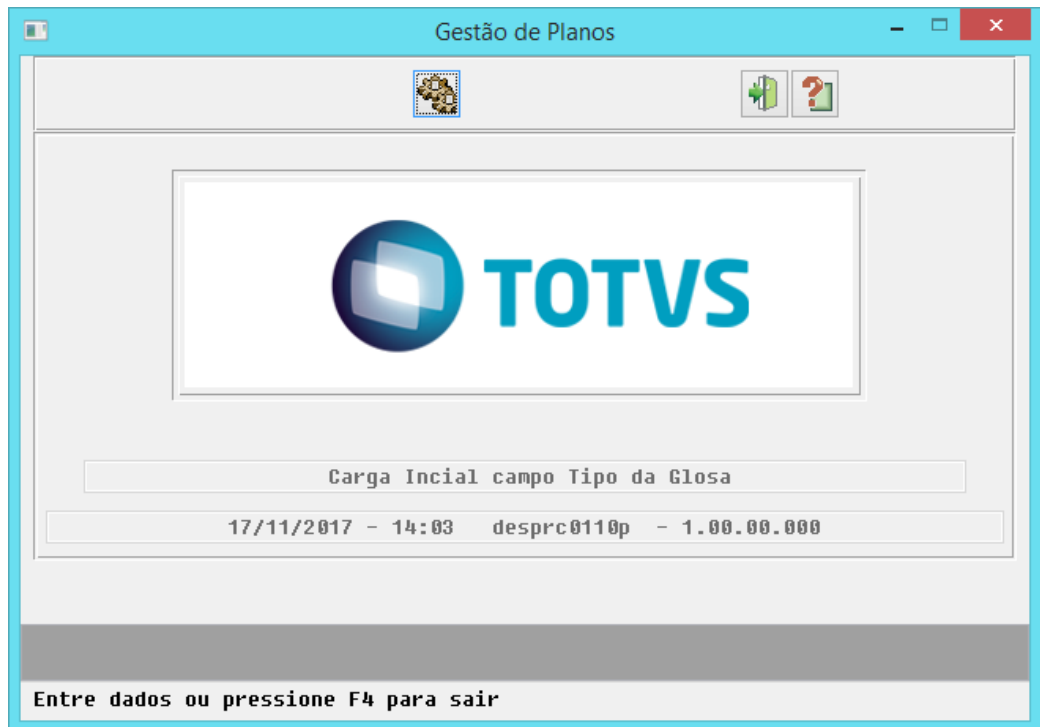 Gestão de Planos
TOTVS
Carga Incial campo Tipo da Glosa
17/11/2017 - 14:03 desprc0110p - 1.00.00.000
Entre dados ou pressione F4 para sair